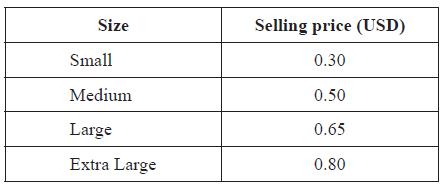 Size Selling price (USD)
Small 0.30
Medium 0.50
Large 0.65
Extra Large 0.80